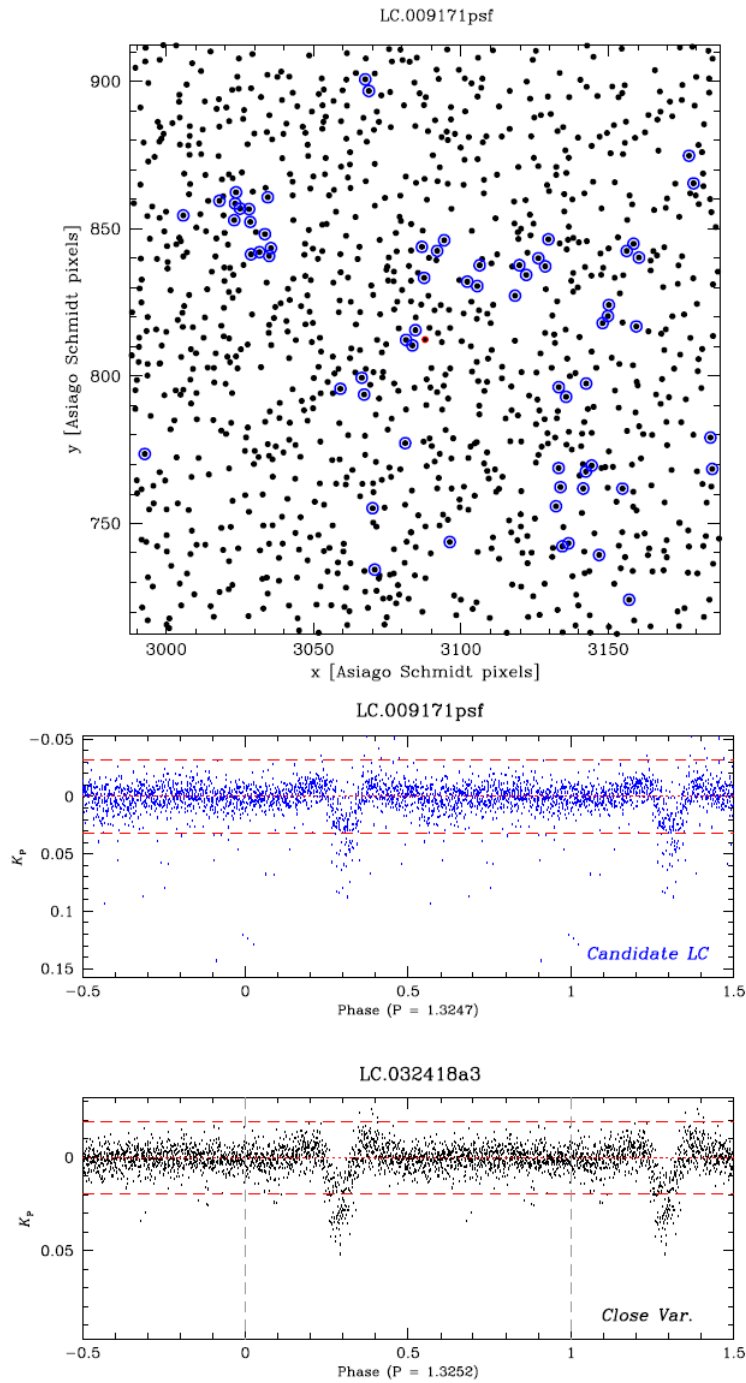 LC.009171psf
900
850
800
750
y [Asiago Schmidt pixels]
3000 3050 3100 3150
x [Asiago Schmidt pixels]
LC.009171psf
-0.05
0
0.05
0.1
0.15
K_P
Candidate LC
-0.5 0 0.5 1 1.5
Phase (P = 1.3247)
LC.032418a3
0
0.05
K_P
Close Var.
-0.5 0 0.5 1 1.5
Phase (P = 1.3252)